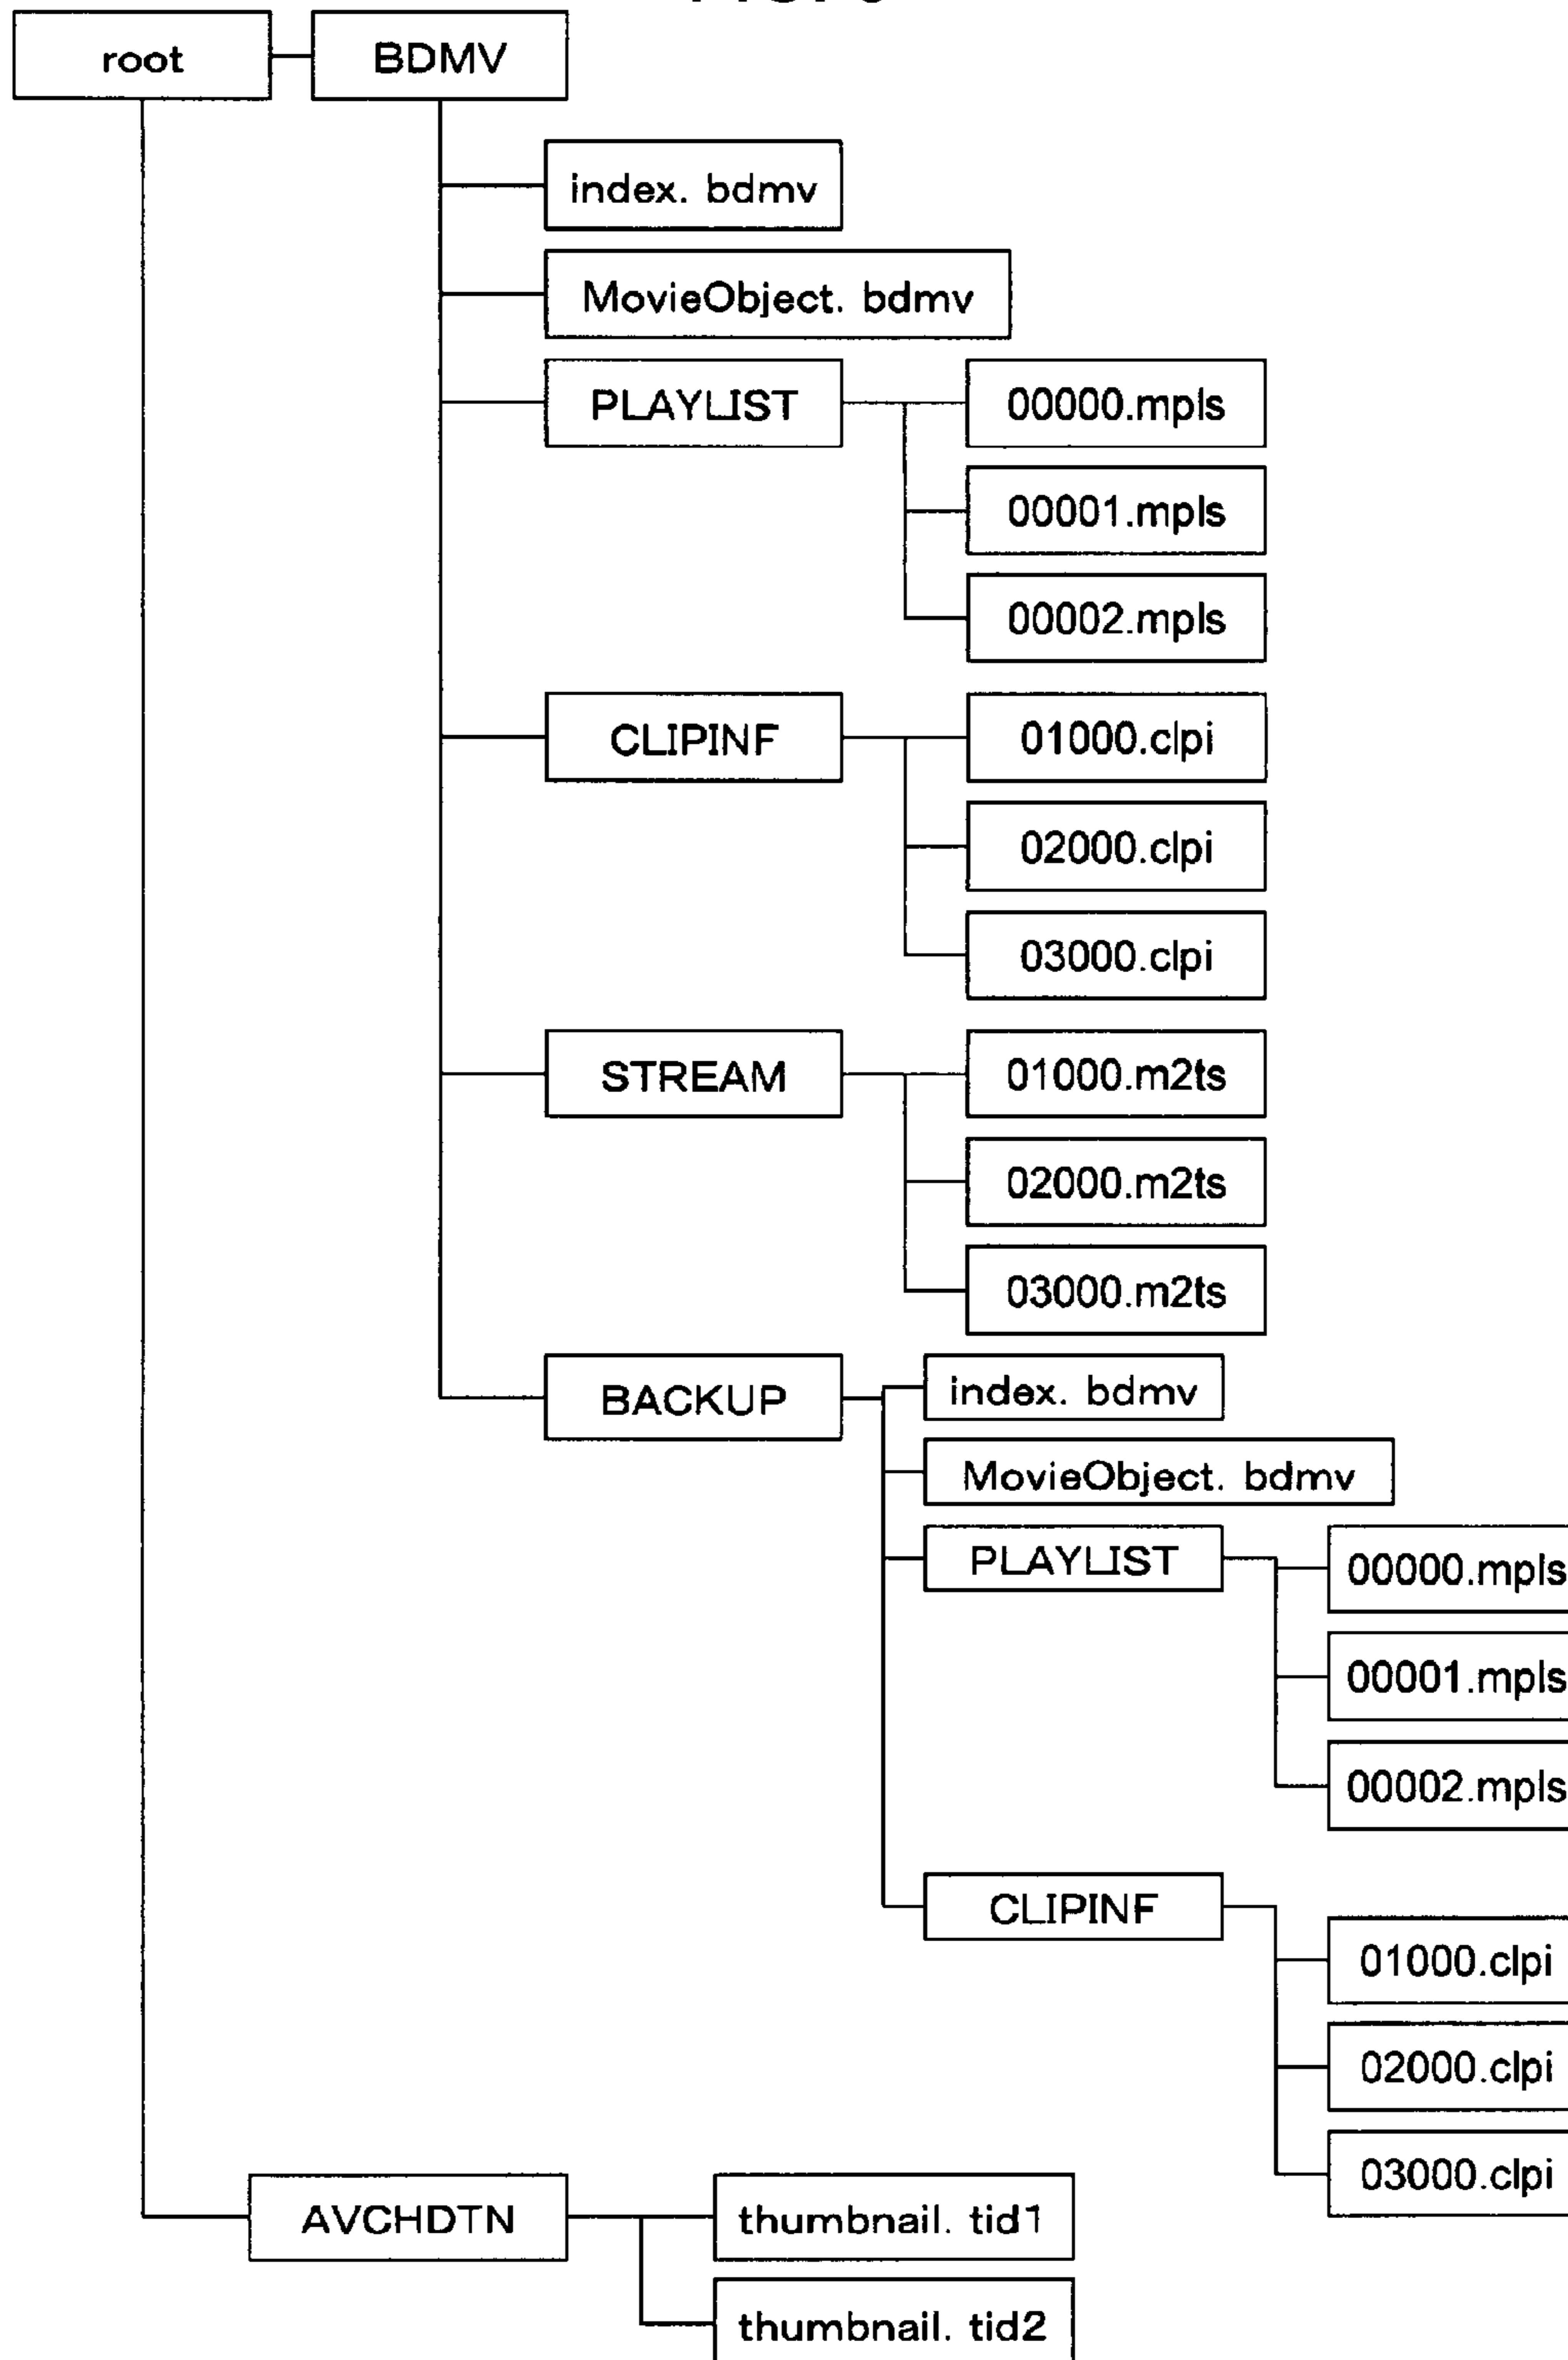 root BDMV
index. bdmv
MovieObject. bdmv
PLAYLIST 00000.mpls
00001.mpls
00002.mpls
CLIPINF 01000.clpi
02000.clpi
03000.clpi
STREAM 01000.m2ts
02000.m2ts
03000.m2ts
BACKUP index. bdmv
MovieObject. bdmv
PLAYLIST 00000.mpls
00001.mpls
00002.mpls
CLIPINF
01000.clpi
02000.clpi
03000.clpi
AVCHDTN thumbnail. tid1
thumbnail. tid2